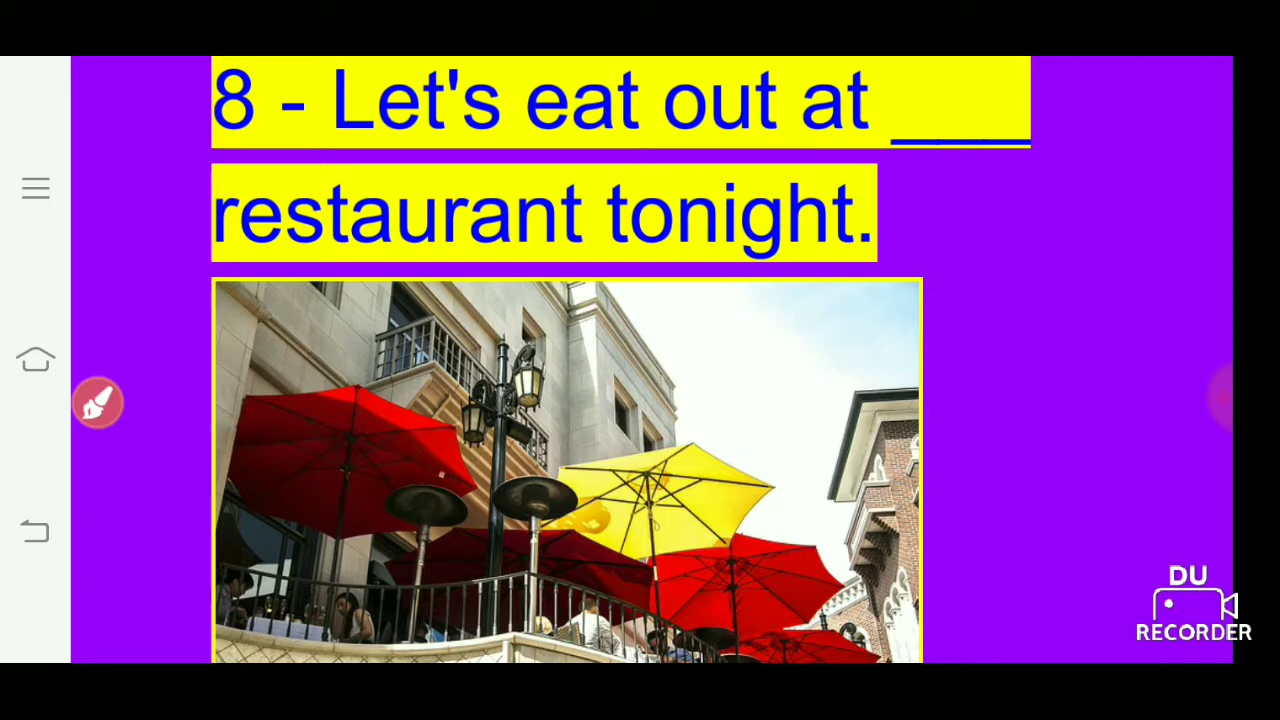 8 - Let's eat out at ____
restaurant tonight.
DU
RECORDER